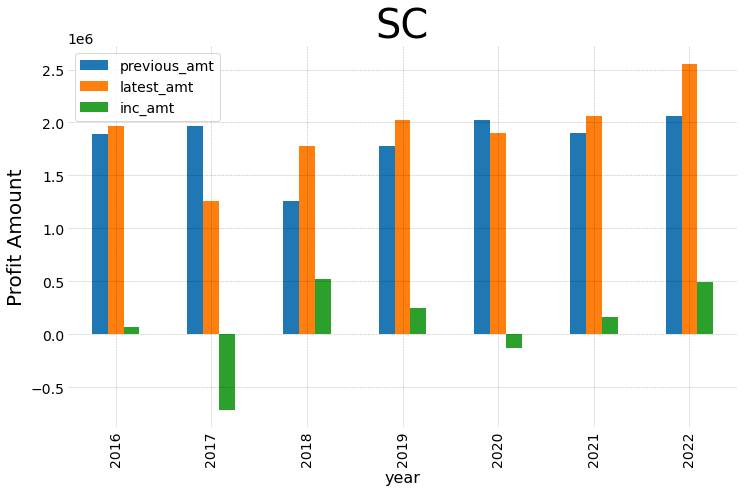 SC
1e6
previous_amt
latest_amt
inc_amt
2.5
2.0
1.5
1.0
0.5
0.0
−0.5
Profit Amount
2016
2017
2018
2019
2020
2021
2022
year